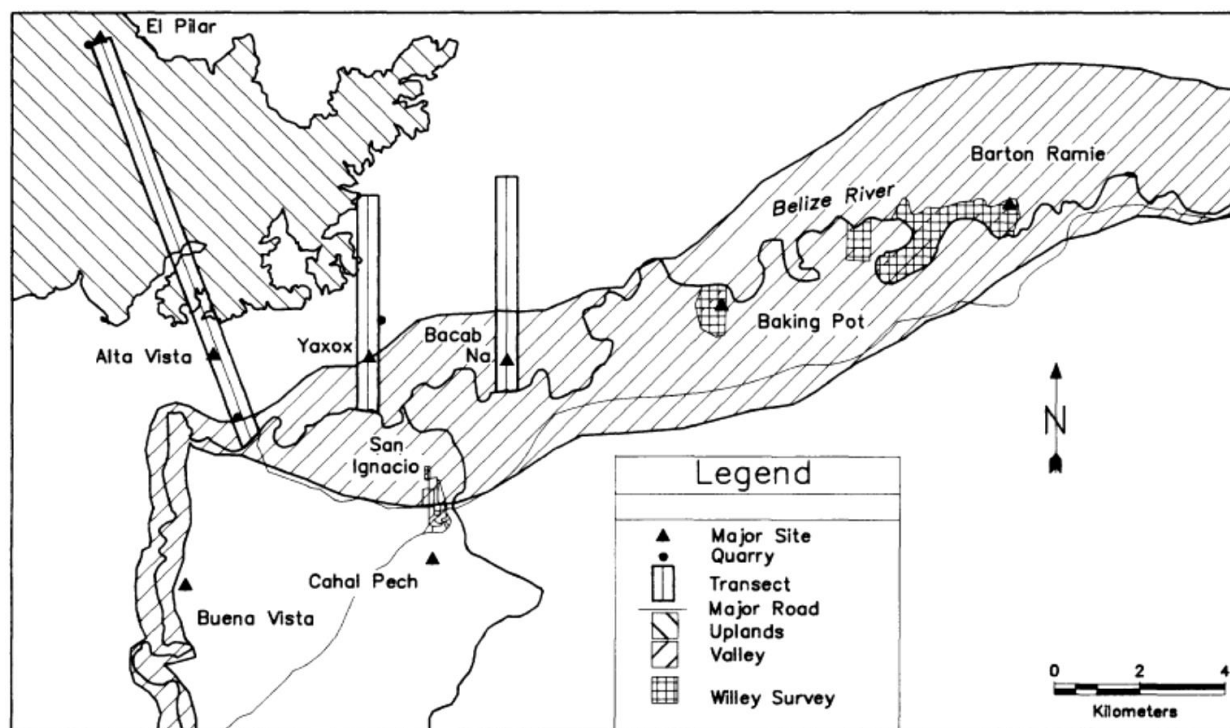 El Pilar
Barton Ramie
Belize River
Baking Pot
Bacab
Na
Yaxox
Alta Vista
San
Ignacio
N
Cahal Pech
Buena Vista
Legend
Major Site
Quarry
Transect
Major Road
Uplands
Valley
Willey Survey
0 2 4
Kilometers